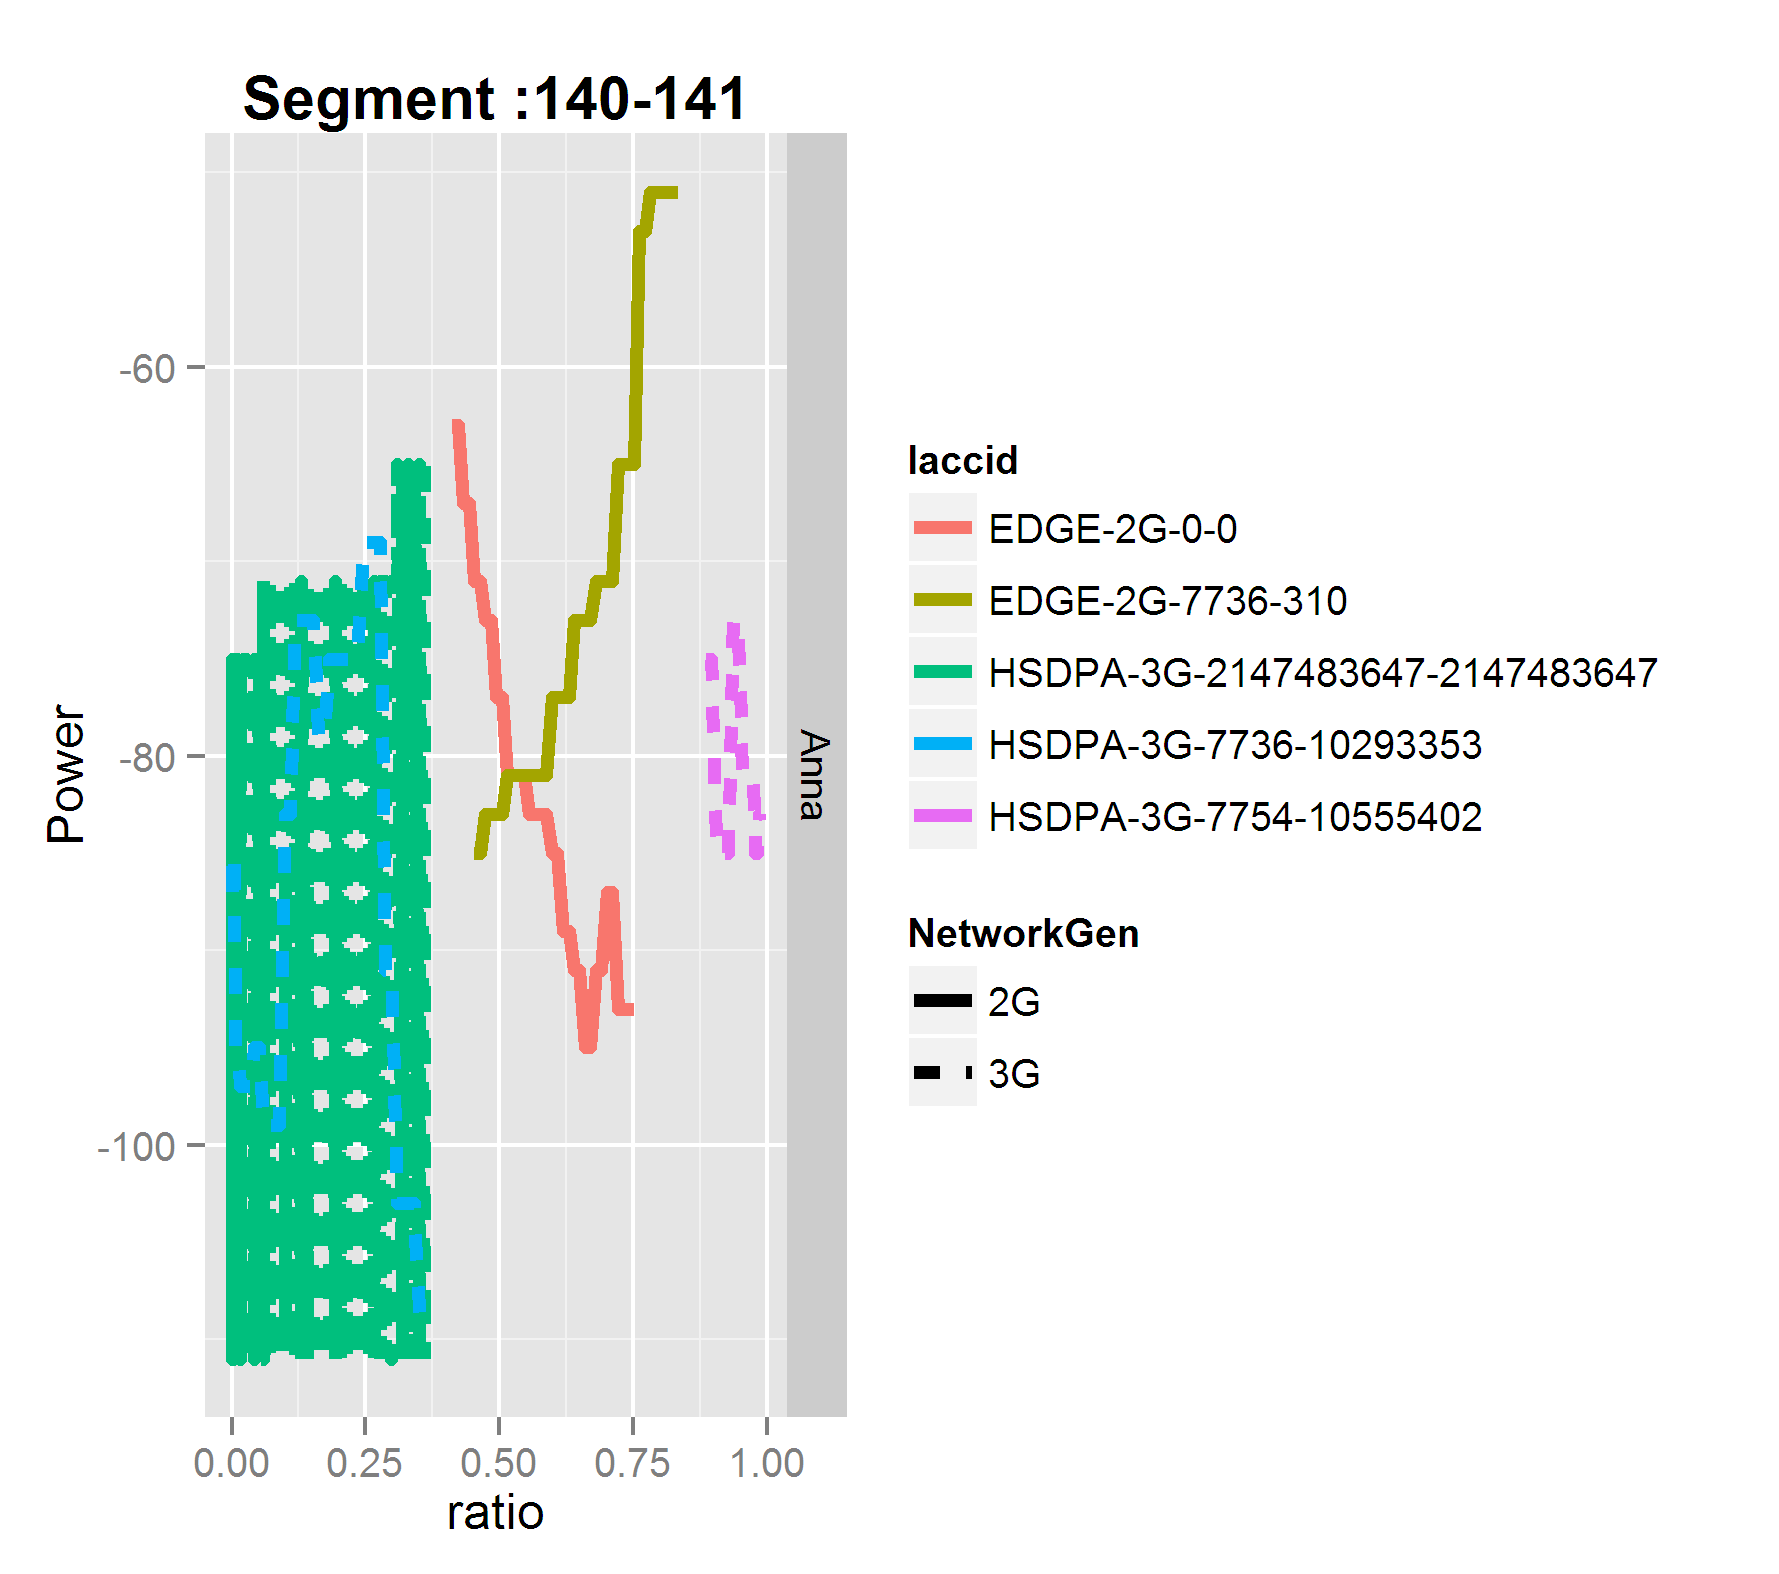 Segment :140-141
Power
-60
-80
-100
0.00 0.25 0.50 0.75 1.00
ratio
Anna
laccid
EDGE-2G-0-0
EDGE-2G-7736-310
HSDPA-3G-2147483647-2147483647
HSDPA-3G-7736-10293353
HSDPA-3G-7754-10555402
NetworkGen
2G
3G